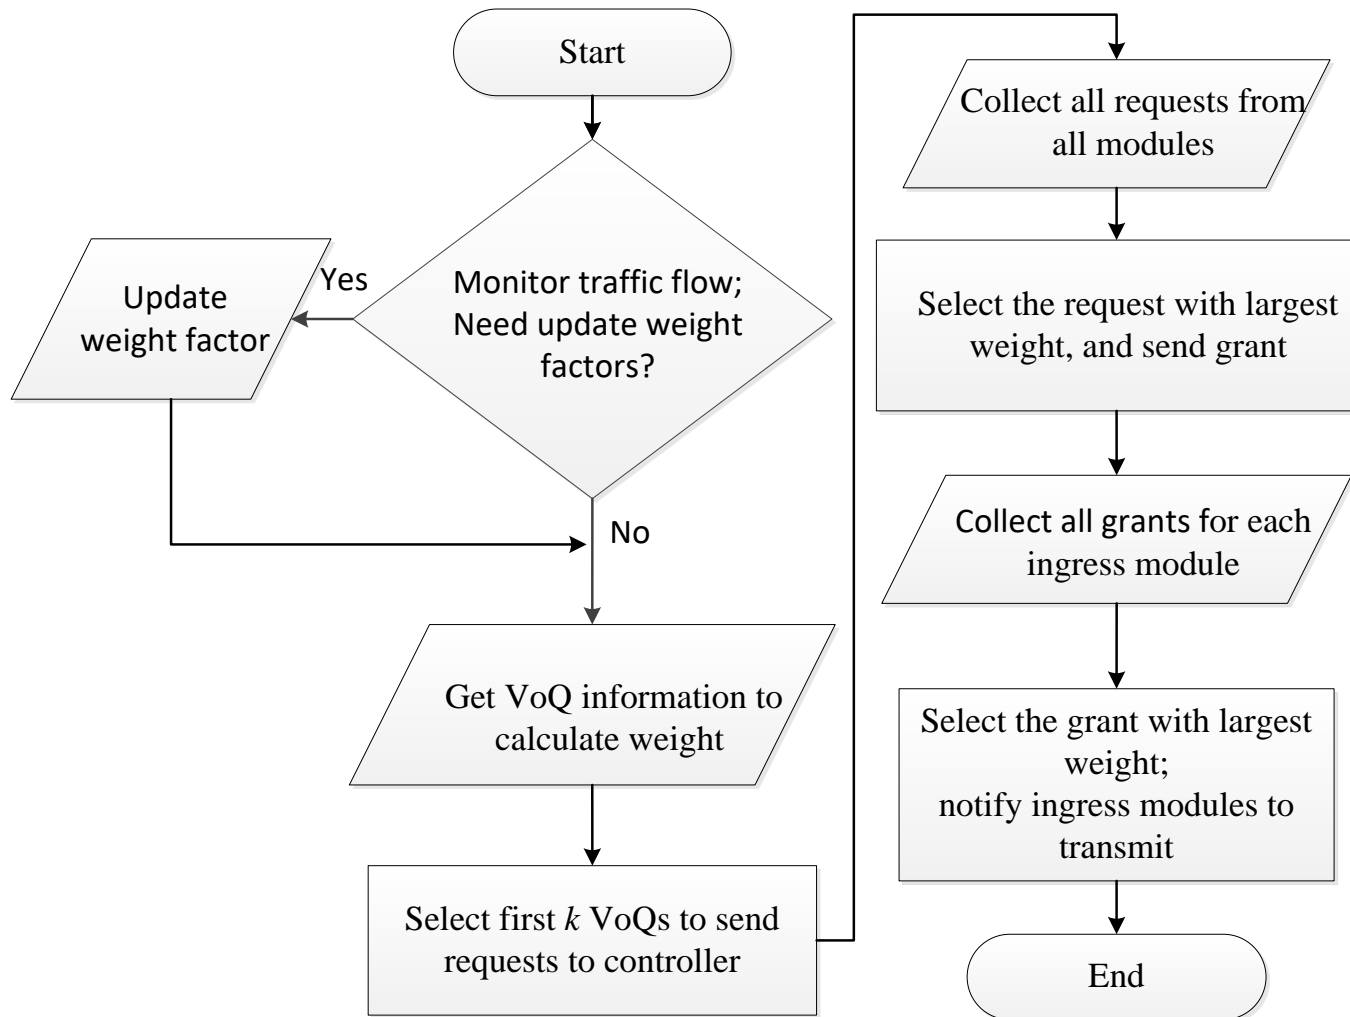 Start
Monitor traffic flow;
Need update weight
factors?
Yes
Update
weight factor
No
Get VoQ information to
calculate weight
Select first k VoQs to send
requests to controller
Collect all requests from
all modules
Select the request with largest
weight, and send grant
Collect all grants for each
ingress module
Select the grant with largest
weight;
notify ingress modules to
transmit
End